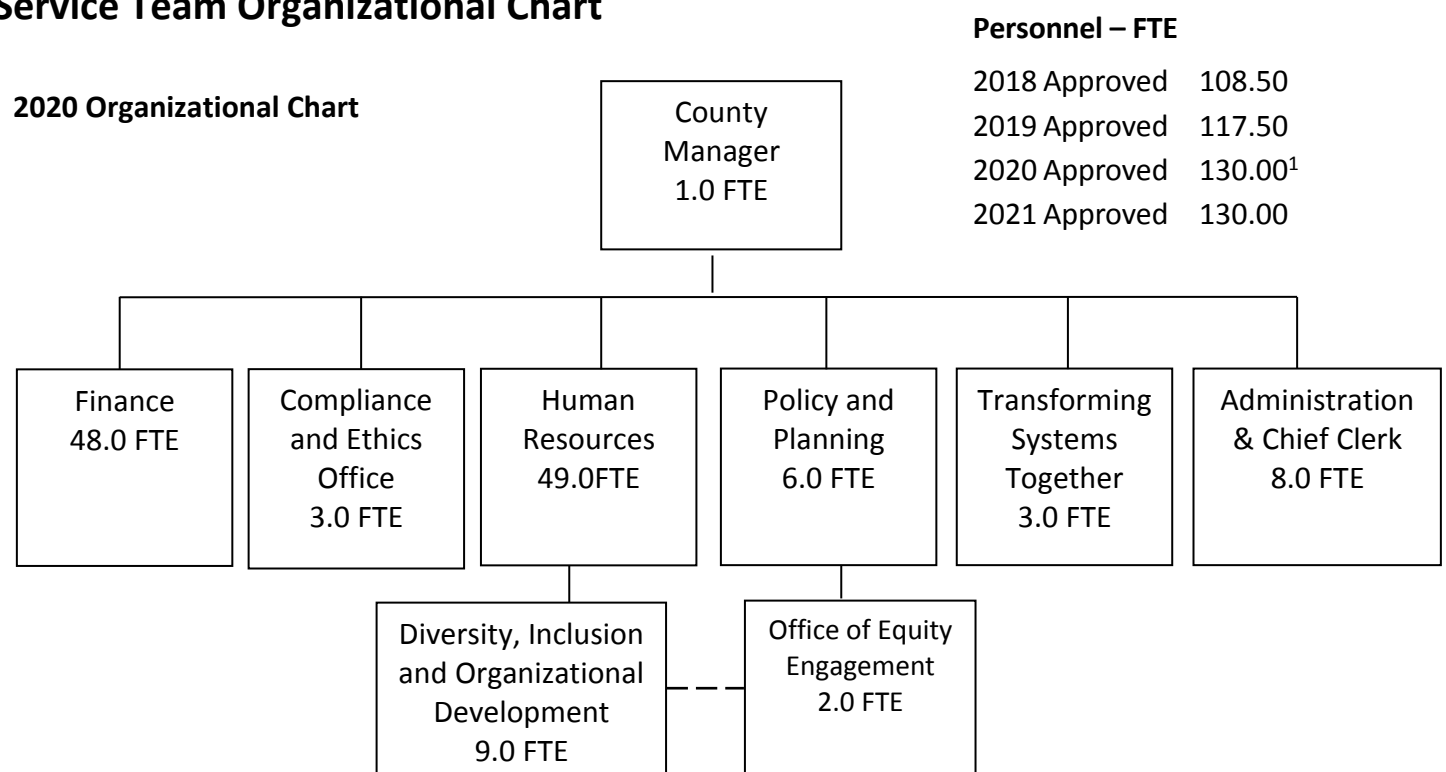 Service Team Organizational Chart
Personnel – FTE
2018 Approved 108.50
2019 Approved 117.50
2020 Approved 130.00¹
2021 Approved 130.00
2020 Organizational Chart
County
Manager
1.0 FTE
Finance
48.0 FTE
Compliance
and Ethics
Office
3.0 FTE
Human
Resources
49.0FTE
Policy and
Planning
6.0 FTE
Transforming
Systems
Together
3.0 FTE
Administration
& Chief Clerk
8.0 FTE
Diversity, Inclusion
and Organizational
Development
9.0 FTE
Office of Equity
Engagement
2.0 FTE